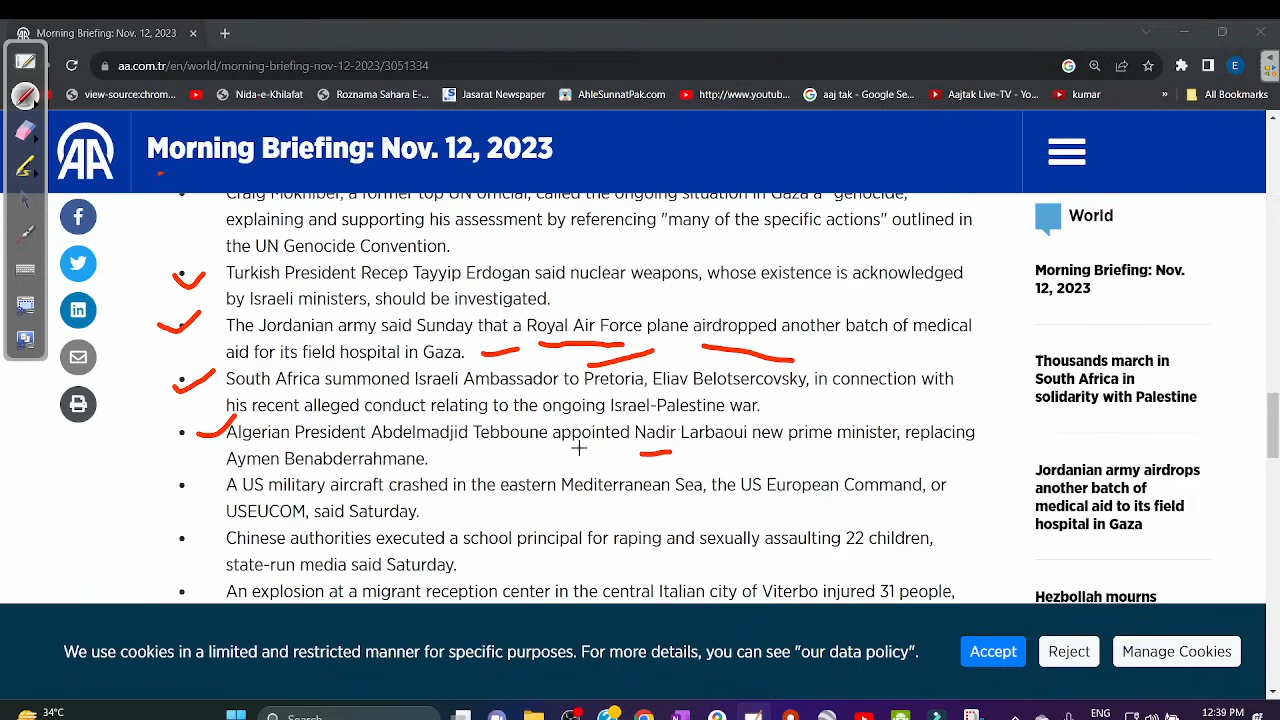 Morning Briefing: Nov. 12, 2023
aa.com.tr/en/world/morning-briefing-nov-12-2023/3051334
view-source:chrom...
Nida-e-Khilafat
Roznama Sahara E-...
Jasarat Newspaper
AhleSunnatPak.com
http://www.youtub...
aaj tak - Google Se...
Aajtak Live-TV - Yo...
kumar
»
All Bookmarks
E
AA
Morning Briefing: Nov. 12, 2023
explaining and supporting his assessment by referencing "many of the specific actions" outlined in
the UN Genocide Convention.
Turkish President Recep Tayyip Erdogan said nuclear weapons, whose existence is acknowledged
by Israeli ministers, should be investigated.
The Jordanian army said Sunday that a Royal Air Force plane airdropped another batch of medical
aid for its field hospital in Gaza.
South Africa summoned Israeli Ambassador to Pretoria, Eliav Belotsercovsky, in connection with
his recent alleged conduct relating to the ongoing Israel-Palestine war.
Algerian President Abdelmadjid Tebboune appointed Nadir Larbaoui new prime minister, replacing
Aymen Benabderrahmane.
A US military aircraft crashed in the eastern Mediterranean Sea, the US European Command, or
USEUCOM, said Saturday.
Chinese authorities executed a school principal for raping and sexually assaulting 22 children,
state-run media said Saturday.
An explosion at a migrant reception center in the central Italian city of Viterbo injured 31 people,
World
Morning Briefing: Nov.
12, 2023
Thousands march in
South Africa in
solidarity with Palestine
Jordanian army airdrops
another batch of
medical aid to its field
hospital in Gaza
Hezbollah mourns
We use cookies in a limited and restricted manner for specific purposes. For more details, you can see "our data policy".
Accept
Reject
Manage Cookies
34°C
Search
ENG
12:39 PM